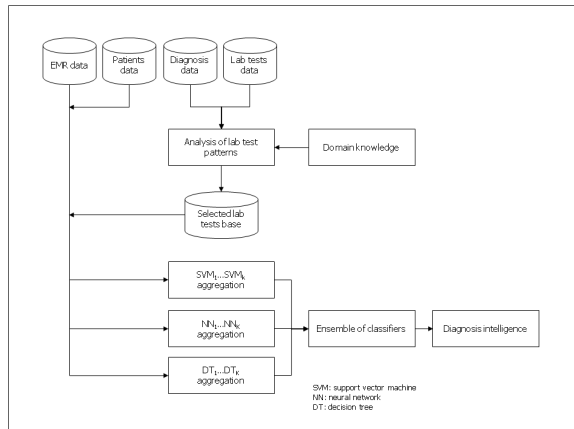 EMR data
Patients
data
Diagnosis
data
Lab tests
data
Analysis of lab test
patterns
Domain knowledge
Selected lab
tests base
SVM₁...SVMₖ
aggregation
NN₁...NNₖ
aggregation
DT₁...DTₖ
aggregation
Ensemble of classifiers
Diagnosis intelligence
SVM: support vector machine
NN: neural network
DT: decision tree